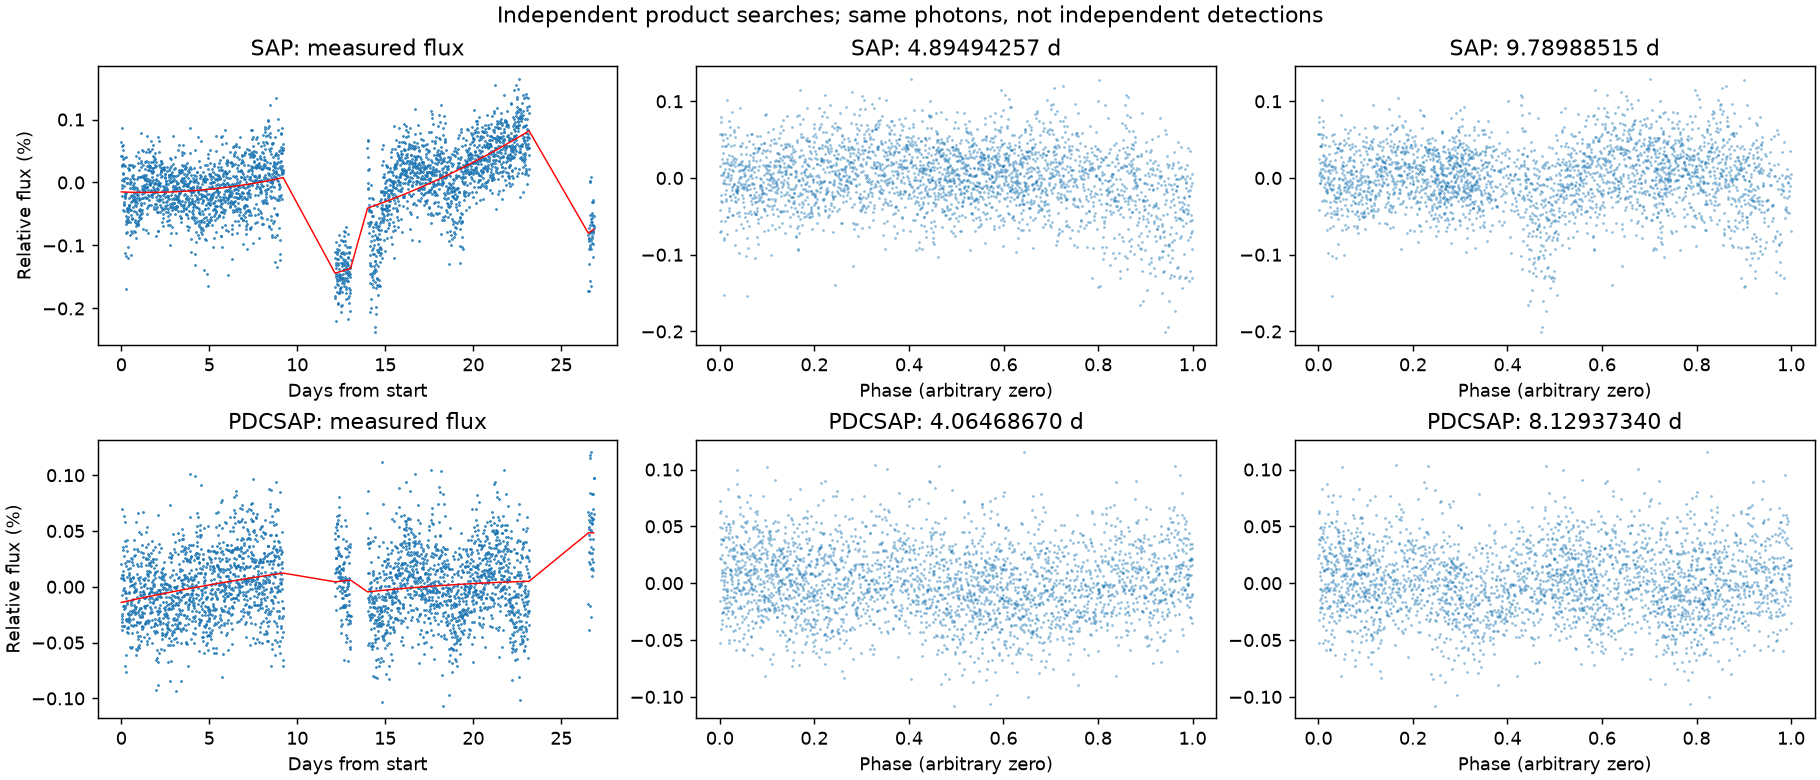 Independent product searches; same photons, not independent detections
SAP: measured flux
SAP: 4.89494257 d
SAP: 9.78988515 d
Relative flux (%)
0.1
0.0
−0.1
−0.2
0 5 10 15 20 25
Days from start
0.1
0.0
−0.1
−0.2
0.0 0.2 0.4 0.6 0.8 1.0
Phase (arbitrary zero)
0.1
0.0
−0.1
−0.2
0.0 0.2 0.4 0.6 0.8 1.0
Phase (arbitrary zero)
PDCSAP: measured flux
PDCSAP: 4.06468670 d
PDCSAP: 8.12937340 d
Relative flux (%)
0.10
0.05
0.00
−0.05
−0.10
0 5 10 15 20 25
Days from start
0.10
0.05
0.00
−0.05
−0.10
0.0 0.2 0.4 0.6 0.8 1.0
Phase (arbitrary zero)
0.10
0.05
0.00
−0.05
−0.10
0.0 0.2 0.4 0.6 0.8 1.0
Phase (arbitrary zero)